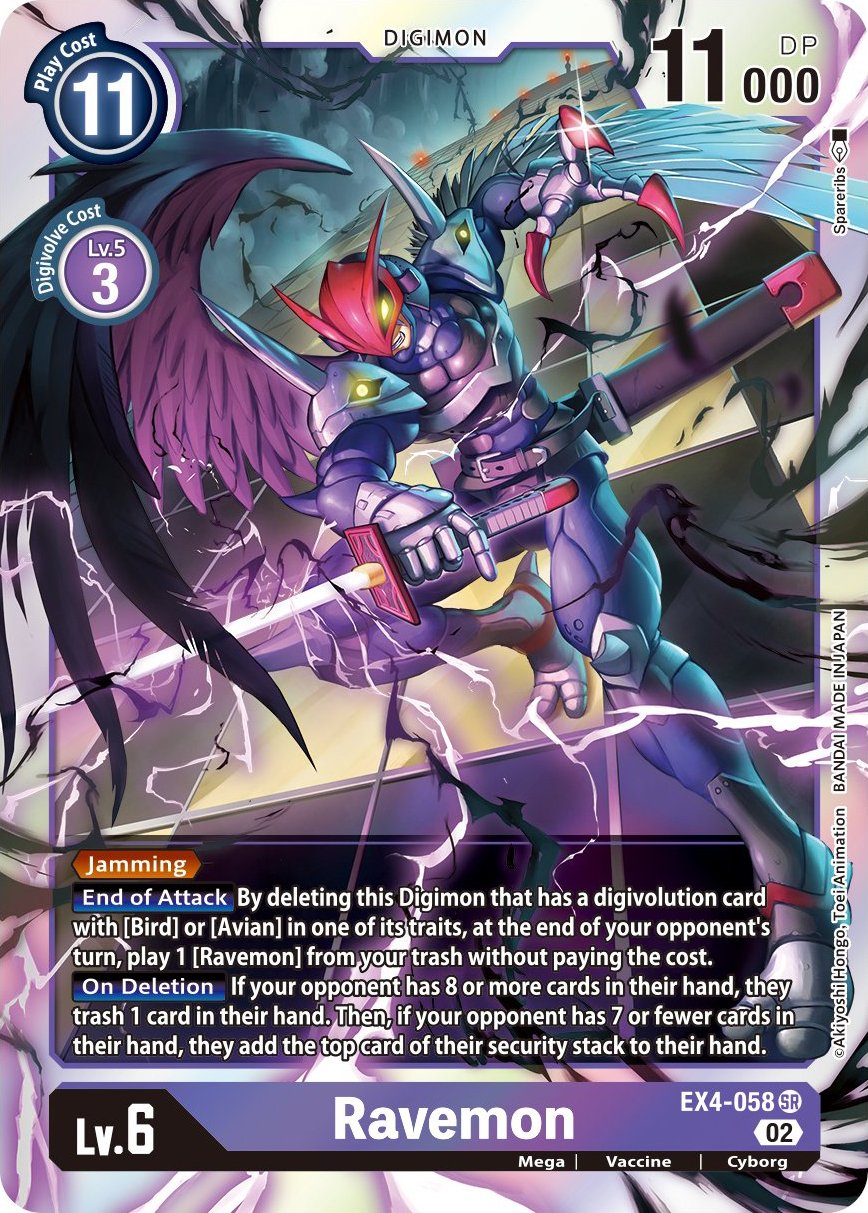 DIGIMON
Play Cost
11
11000
DP
Digivolve Cost
Lv.5
3
Spareribs
BANDAI MADE IN JAPAN
©Akiyoshi Hongo, Toei Animation
Jamming
End of Attack By deleting this Digimon that has a digivolution card
with [Bird] or [Avian] in one of its traits, at the end of your opponent's
turn, play 1 [Ravemon] from your trash without paying the cost.
On Deletion If your opponent has 8 or more cards in their hand, they
trash 1 card in their hand. Then, if your opponent has 7 or fewer cards in
their hand, they add the top card of their security stack to their hand.
Lv.6
Ravemon
EX4-058 SR
02
Mega | Vaccine | Cyborg